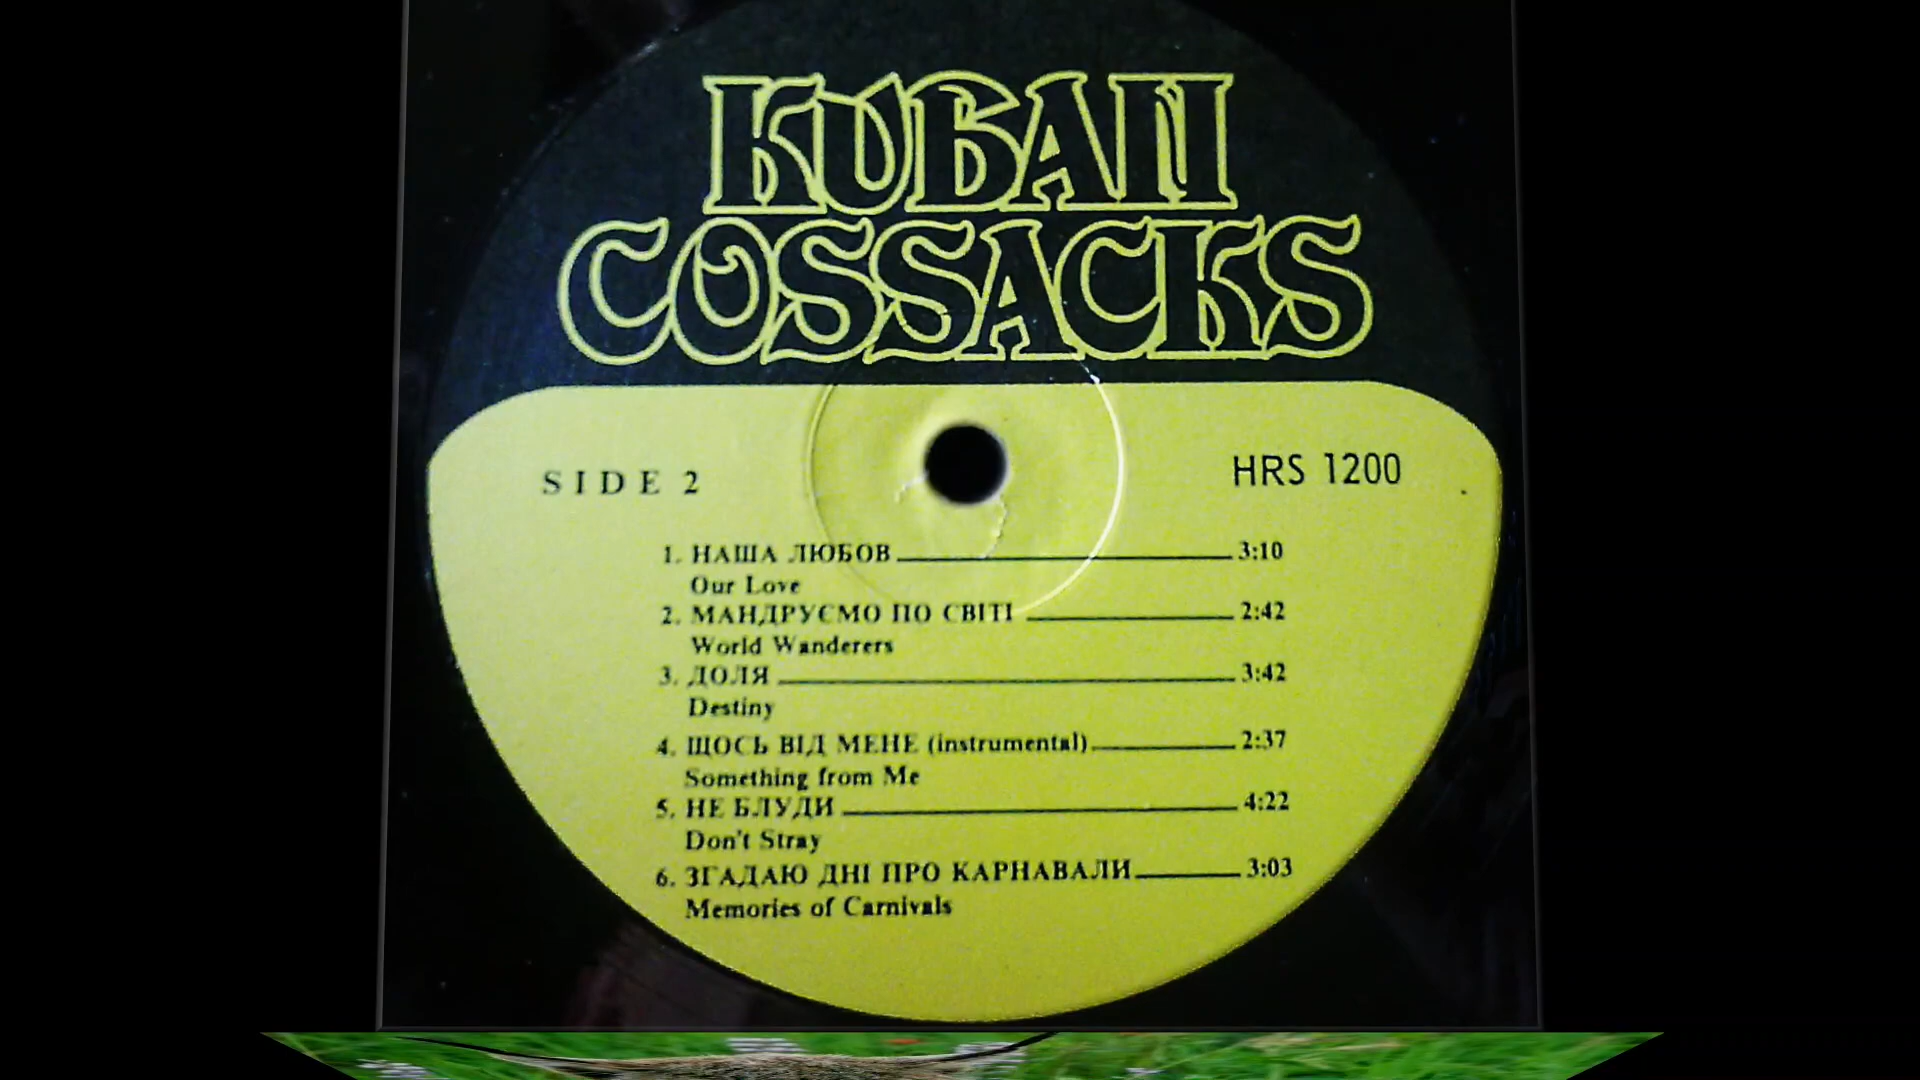 KUBAN
COSSACKS
SIDE 2
HRS 1200
1. НАША ЛЮБОВ 3:10
Our Love
2. МАНДРУЄМО ПО СВІТІ 2:42
World Wanderers
3. ДОЛЯ 3:42
Destiny
4. ЩОСЬ ВІД МЕНЕ (instrumental) 2:37
Something from Me
5. НЕ БЛУДИ 4:22
Don't Stray
6. ЗГАДАЮ ДНІ ПРО КАРНАВАЛИ 3:03
Memories of Carnivals